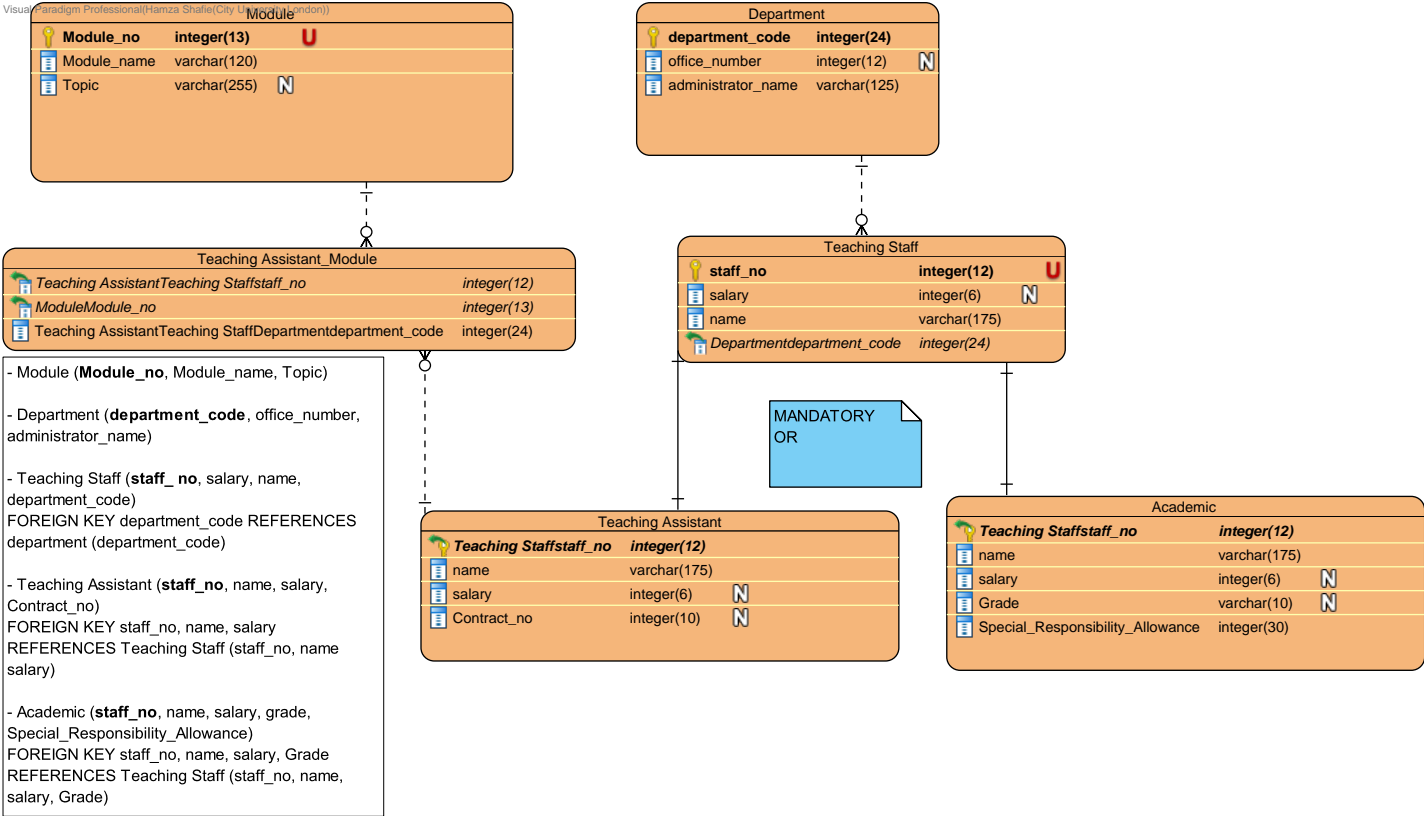 Visual Paradigm Professional(Hamza Shafie(City University London))
Module
Module_no integer(13) U
Module_name varchar(120)
Topic varchar(255) N
Department
department_code integer(24)
office_number integer(12) N
administrator_name varchar(125)
Teaching Assistant_Module
Teaching AssistantTeaching Staffstaff_no integer(12)
ModuleModule_no integer(13)
Teaching AssistantTeaching StaffDepartmentdepartment_code integer(24)
Teaching Staff
staff_no integer(12) U
salary integer(6) N
name varchar(175)
Departmentdepartment_code integer(24)
- Module (Module_no, Module_name, Topic)
- Department (department_code, office_number,
administrator_name)
- Teaching Staff (staff_ no, salary, name,
department_code)
FOREIGN KEY department_code REFERENCES
department (department_code)
- Teaching Assistant (staff_no, name, salary,
Contract_no)
FOREIGN KEY staff_no, name, salary
REFERENCES Teaching Staff (staff_no, name
salary)
- Academic (staff_no, name, salary, grade,
Special_Responsibility_Allowance)
FOREIGN KEY staff_no, name, salary, Grade
REFERENCES Teaching Staff (staff_no, name,
salary, Grade)
MANDATORY
OR
Teaching Assistant
Teaching Staffstaff_no integer(12)
name varchar(175)
salary integer(6) N
Contract_no integer(10) N
Academic
Teaching Staffstaff_no integer(12)
name varchar(175)
salary integer(6) N
Grade varchar(10) N
Special_Responsibility_Allowance integer(30)